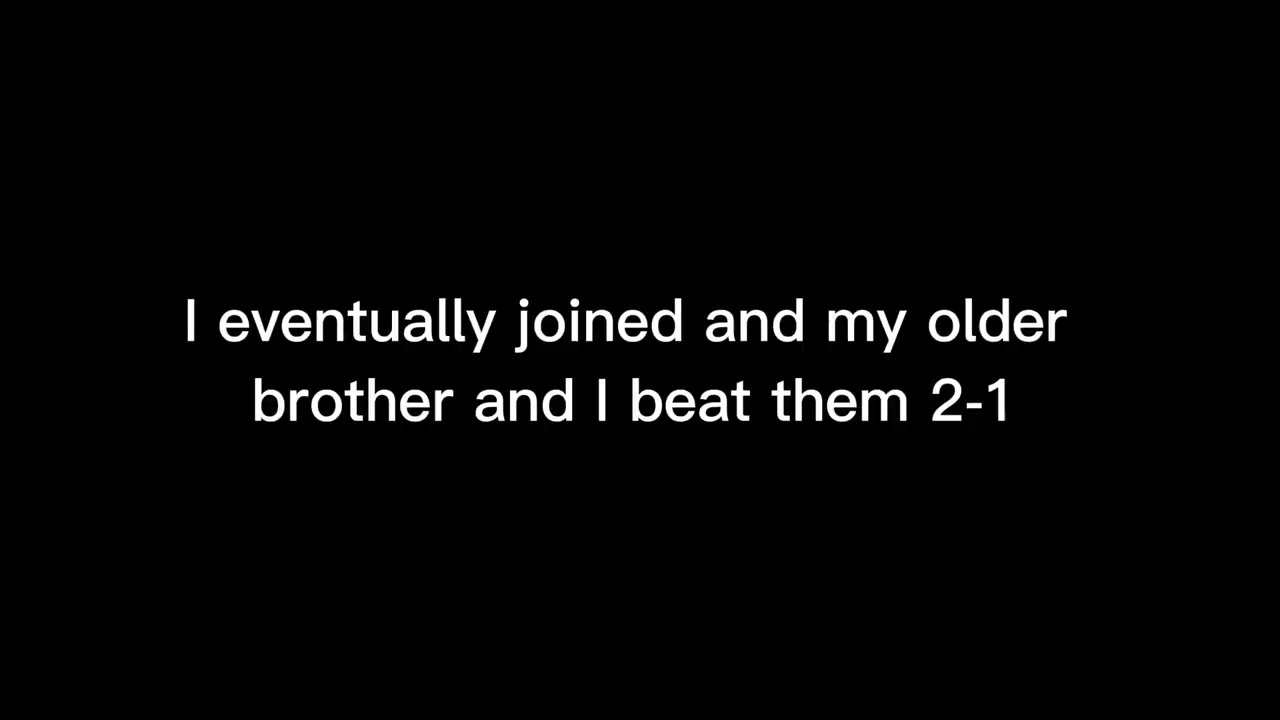 I eventually joined and my older
brother and I beat them 2-1